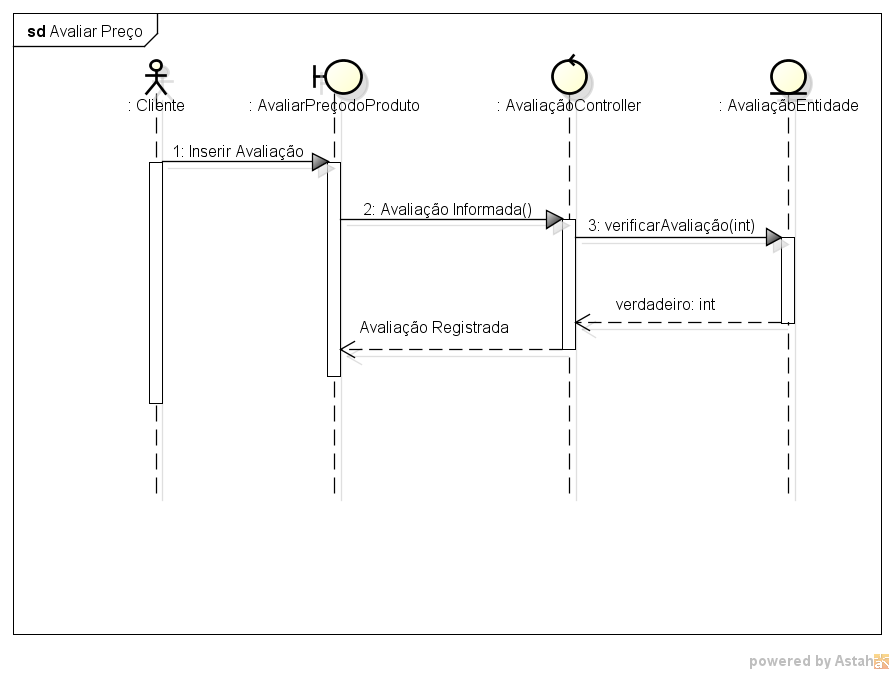 sd Avaliar Preço
: Cliente
: AvaliarPreçodoProduto
: AvaliaçãoController
: AvaliaçãoEntidade
1: Inserir Avaliação
2: Avaliação Informada()
3: verificarAvaliação(int)
verdadeiro: int
Avaliação Registrada
powered by Astah